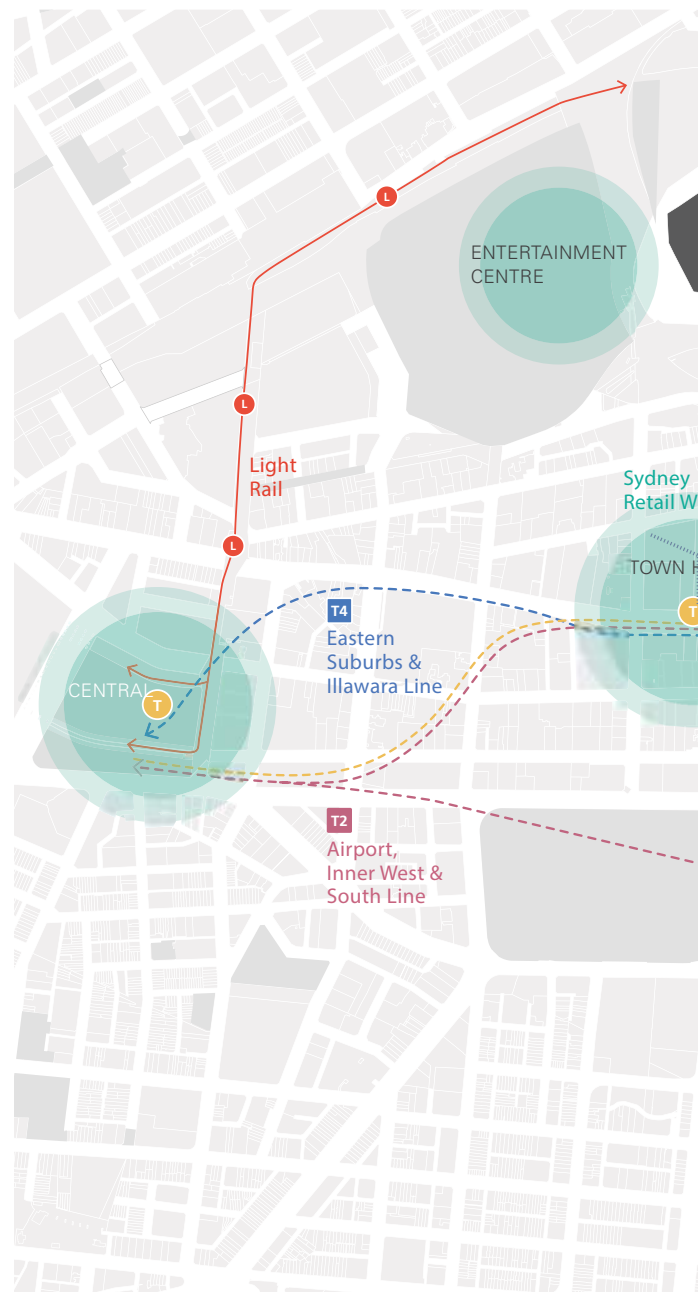 L
ENTERTAINMENT
CENTRE
L
Light
Rail
Sydney
Retail W
L
TOWN H
T4
T
Eastern
Suburbs &
Illawara Line
CENTRAL
T
T2
Airport,
Inner West &
South Line